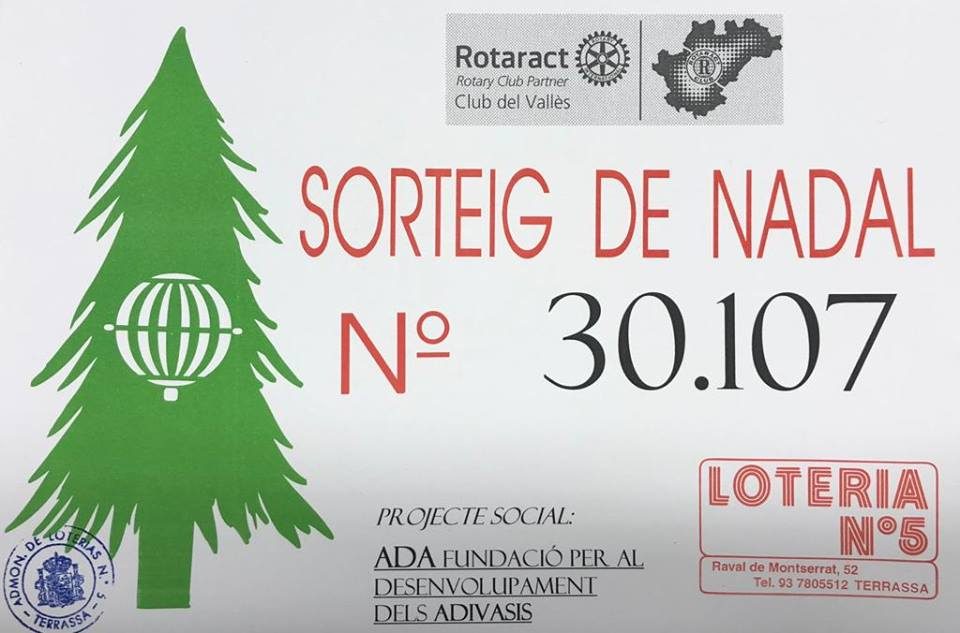 Rotaract
Rotary Club Partner
Club del Vallès
SORTEIG DE NADAL
Nº 30.107
PROJECTE SOCIAL:
ADA FUNDACIÓ PER AL
DESENVOLUPAMENT
DELS ADIVASIS
LOTERIA
Nº5
Raval de Montserrat, 52
Tel. 93 7805512 TERRASSA
ADMON. DE LOTERIAS N.º 5
- TERRASSA -